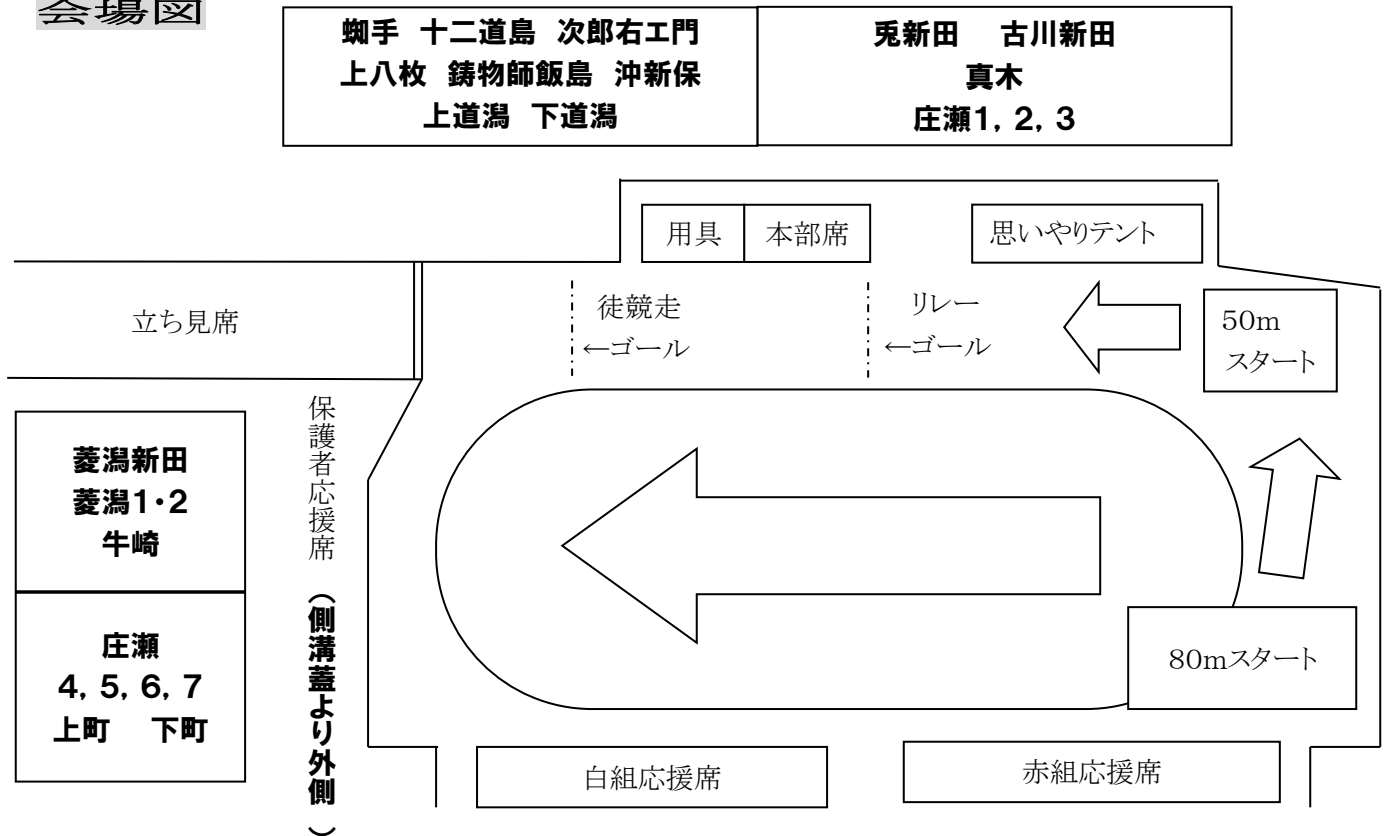 会場図
蜘手 十二道島 次郎右エ門
上八枚 鋳物師飯島 沖新保
上道潟 下道潟
兎新田 古川新田
真木
庄瀬1, 2, 3
用具
本部席
思いやりテント
立ち見席
徒競走
←ゴール
リレー
←ゴール
50m
スタート
菱潟新田
菱潟1・2
牛崎
庄瀬
4, 5, 6, 7
上町 下町
保護者応援席 (側溝蓋より外側)
80mスタート
白組応援席
赤組応援席